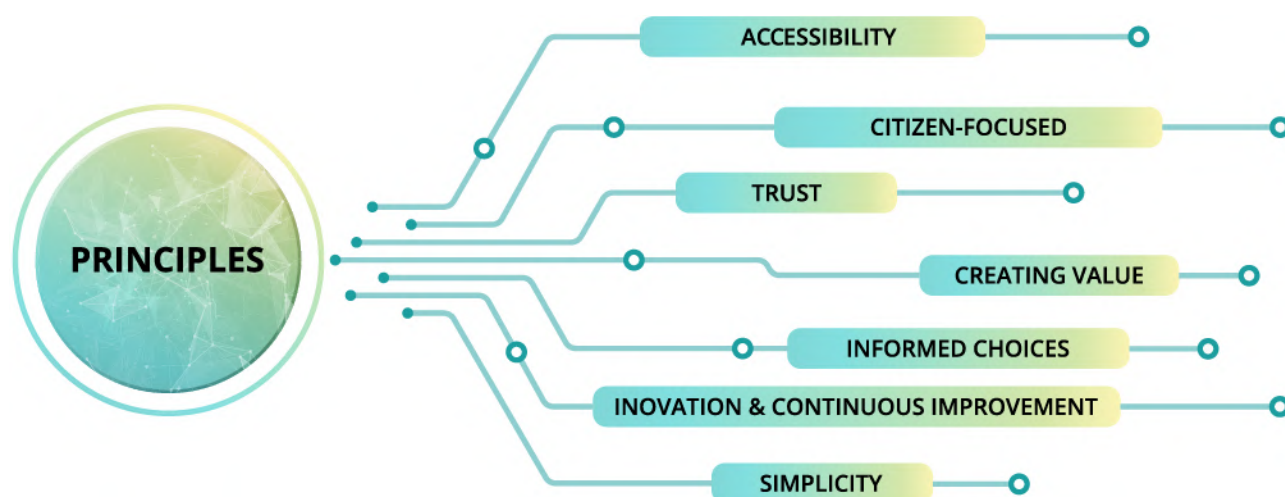 PRINCIPLES
ACCESSIBILITY
CITIZEN-FOCUSED
TRUST
CREATING VALUE
INFORMED CHOICES
INOVATION & CONTINUOUS IMPROVEMENT
SIMPLICITY